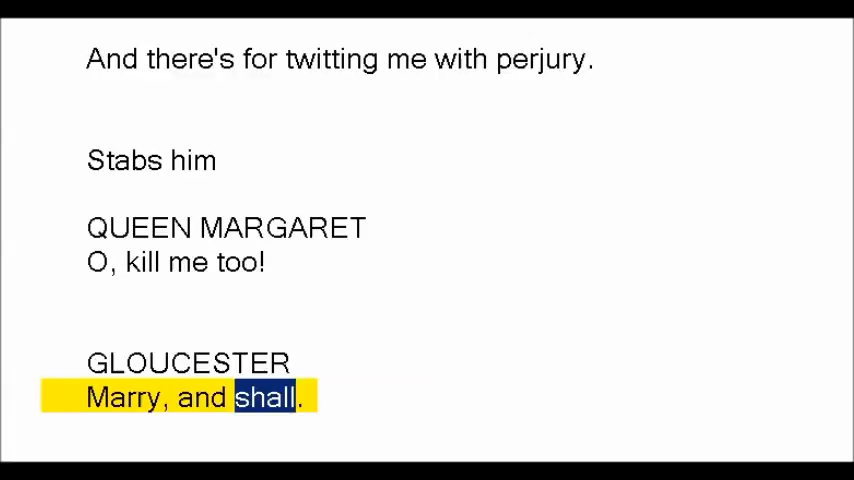 And there's for twitting me with perjury.
Stabs him
QUEEN MARGARET
O, kill me too!
GLOUCESTER
Marry, and shall.